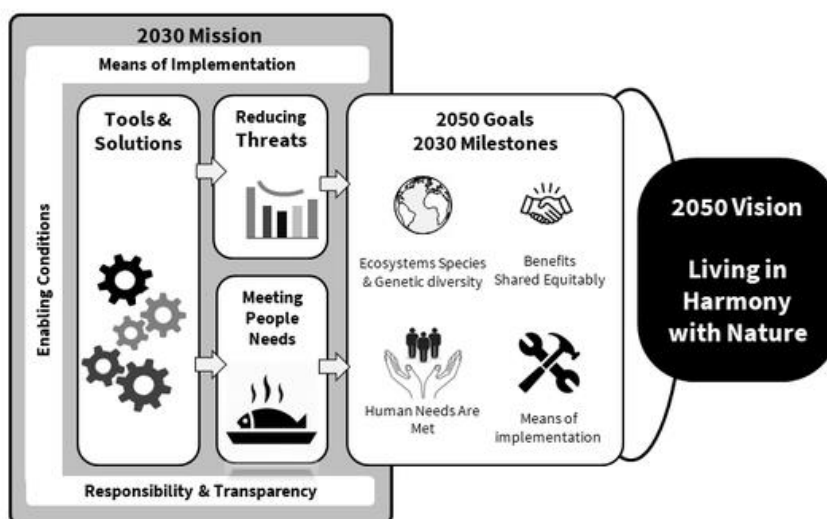 2030 Mission
Means of Implementation
Enabling Conditions
Tools &
Solutions
Reducing
Threats
Meeting
People
Needs
Responsibility & Transparency
2050 Goals
2030 Milestones
Ecosystems Species
& Genetic diversity
Benefits
Shared Equitably
Human Needs Are
Met
Means of
implementation
2050 Vision
Living in
Harmony
with Nature